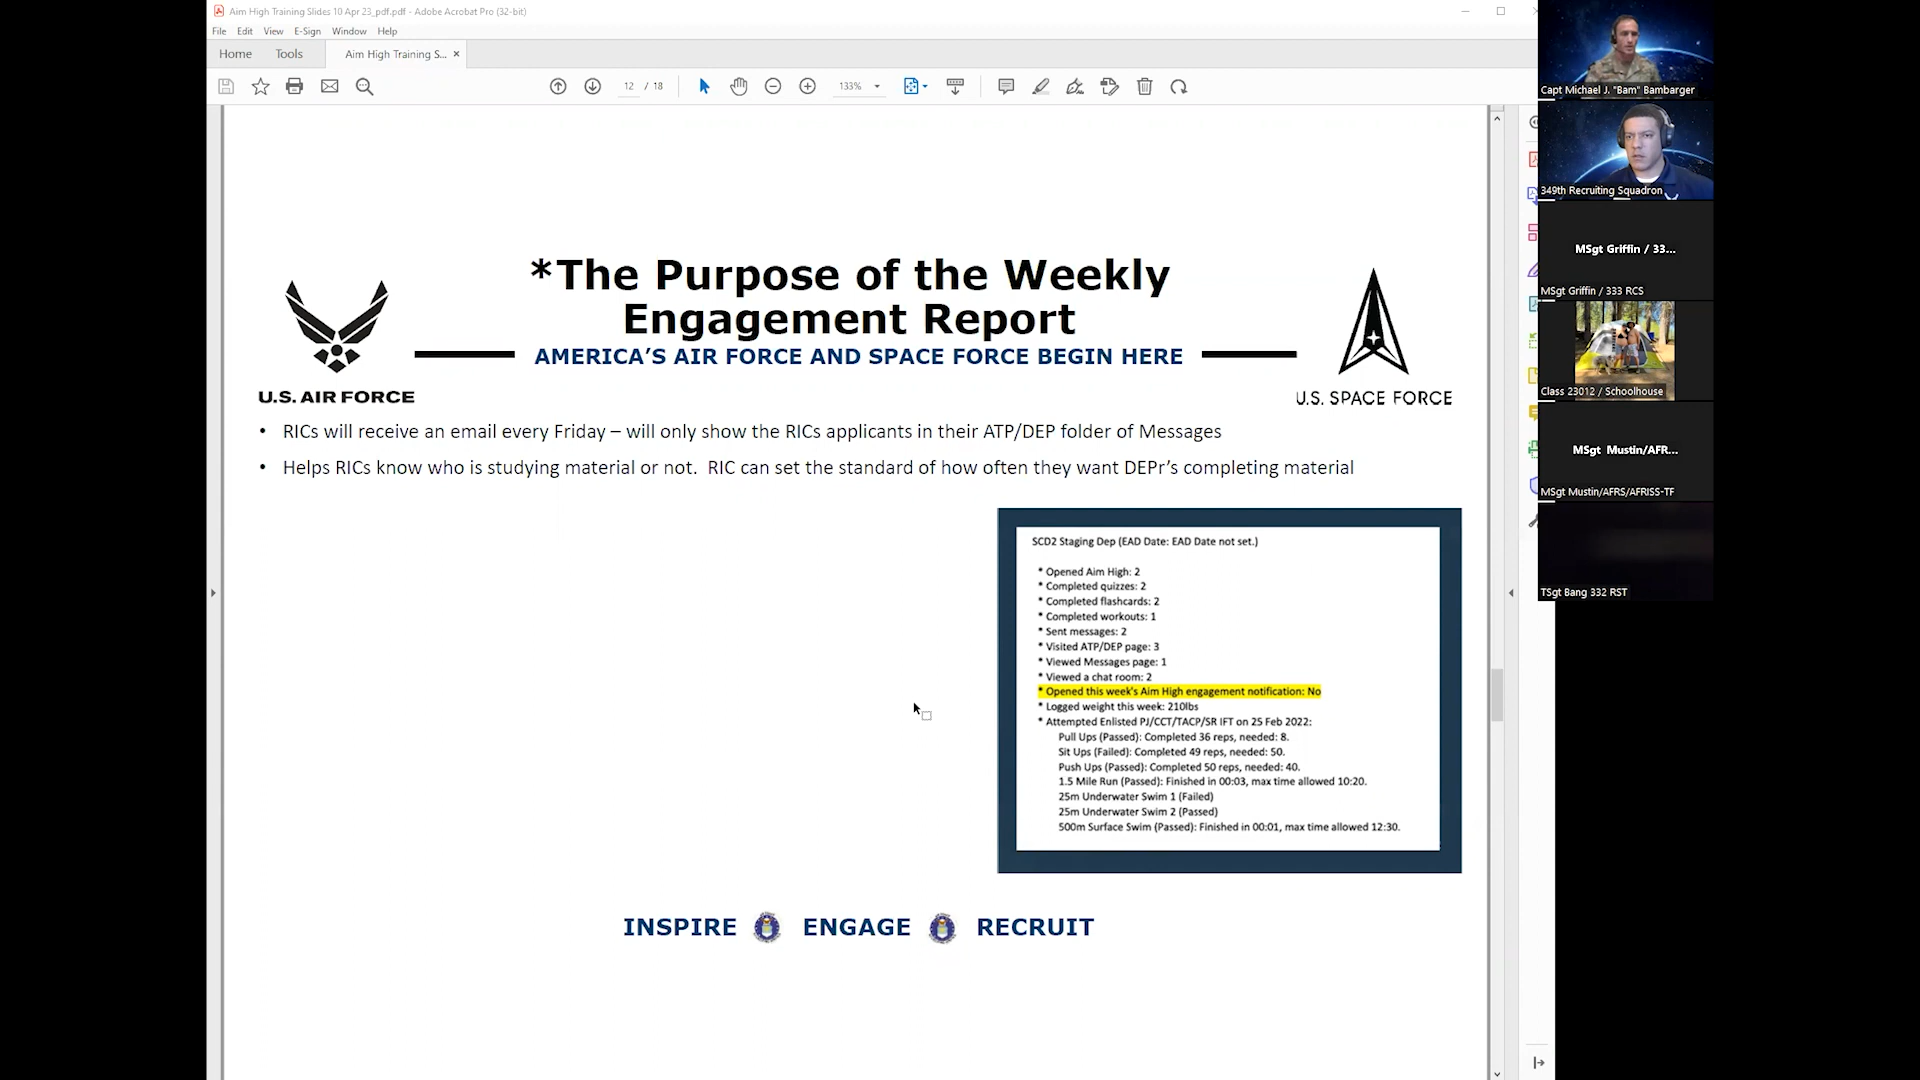 Aim High Training Slides 10 Apr 23_pdf.pdf - Adobe Acrobat Pro (32-bit)
File Edit View E-Sign Window Help
Home Tools Aim High Training S... ×
12 / 18 133%
*The Purpose of the Weekly
Engagement Report
AMERICA'S AIR FORCE AND SPACE FORCE BEGIN HERE
U.S. AIR FORCE
U.S. SPACE FORCE
• RICs will receive an email every Friday – will only show the RICs applicants in their ATP/DEP folder of Messages
• Helps RICs know who is studying material or not. RIC can set the standard of how often they want DEPr's completing material
SCD2 Staging Dep (EAD Date: EAD Date not set.)
* Opened Aim High: 2
* Completed quizzes: 2
* Completed flashcards: 2
* Completed workouts: 1
* Sent messages: 2
* Visited ATP/DEP page: 3
* Viewed Messages page: 1
* Viewed a chat room: 2
* Opened this week's Aim High engagement notification: No
* Logged weight this week: 210lbs
* Attempted Enlisted PJ/CCT/TACP/SR IFT on 25 Feb 2022:
Pull Ups (Passed): Completed 36 reps, needed: 8.
Sit Ups (Failed): Completed 49 reps, needed: 50.
Push Ups (Passed): Completed 50 reps, needed: 40.
1.5 Mile Run (Passed): Finished in 00:03, max time allowed 10:20.
25m Underwater Swim 1 (Failed)
25m Underwater Swim 2 (Passed)
500m Surface Swim (Passed): Finished in 00:01, max time allowed 12:30.
INSPIRE ENGAGE RECRUIT
Capt Michael J. "Bam" Bambarger
349th Recruiting Squadron
MSgt Griffin / 33...
MSgt Griffin / 333 RCS
Class 23012 / Schoolhouse
MSgt Mustin/AFR...
MSgt Mustin/AFRS/AFRISS-TF
TSgt Bang 332 RST